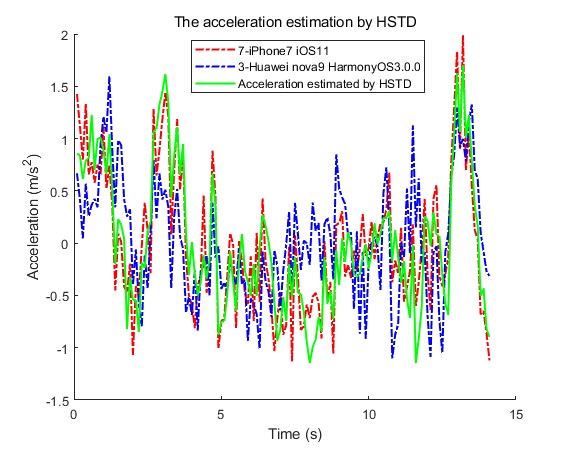 The acceleration estimation by HSTD
7-iPhone7 iOS11
3-Huawei nova9 HarmonyOS3.0.0
Acceleration estimated by HSTD
2
1.5
1
0.5
0
-0.5
-1
-1.5
Acceleration (m/s²)
0
5
10
15
Time (s)